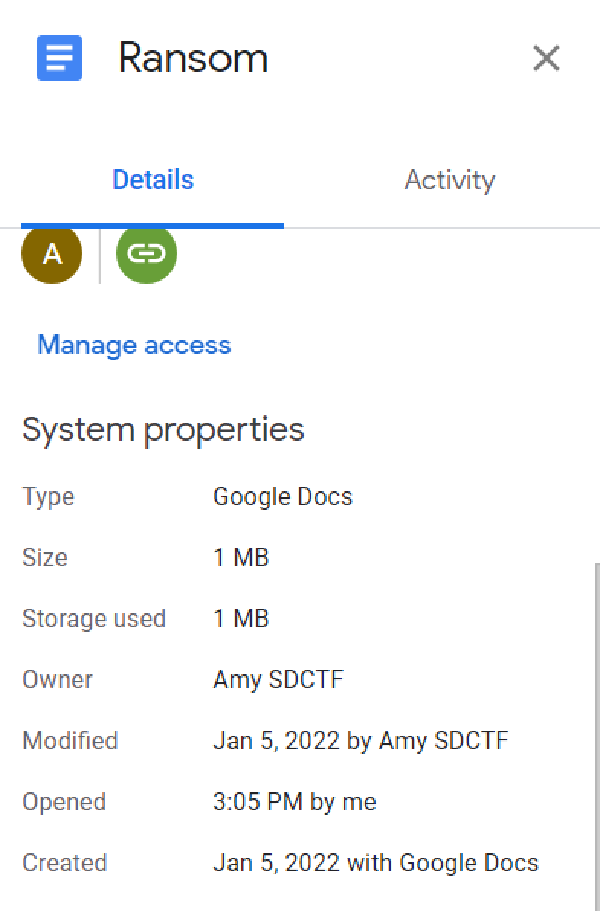 Ransom
Details Activity
A
Manage access
System properties
Type Google Docs
Size 1 MB
Storage used 1 MB
Owner Amy SDCTF
Modified Jan 5, 2022 by Amy SDCTF
Opened 3:05 PM by me
Created Jan 5, 2022 with Google Docs